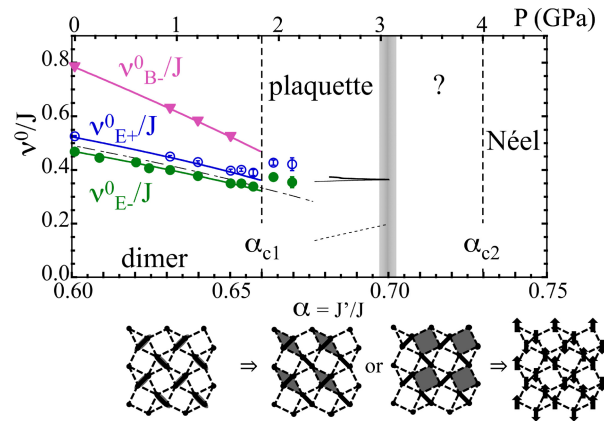 0 1 2 3 4 P (GPa)
ν⁰/J
0.8
0.6
0.4
0.2
0.0
ν⁰B-/J
ν⁰E+/J
ν⁰E-/J
plaquette
?
Néel
dimer
αc1
αc2
0.60 0.65 0.70 0.75
α = J'/J
⇒ or ⇒